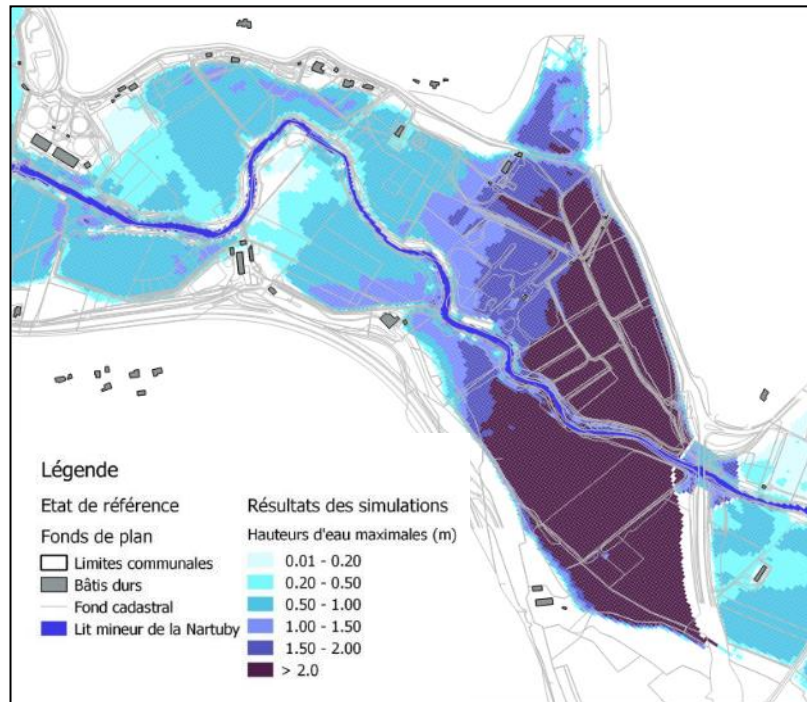 Légende
Etat de référence
Fonds de plan
Limites communales
Bâtis durs
Fond cadastral
Lit mineur de la Nartuby
Résultats des simulations
Hauteurs d'eau maximales (m)
0.01 - 0.20
0.20 - 0.50
0.50 - 1.00
1.00 - 1.50
1.50 - 2.00
> 2.0